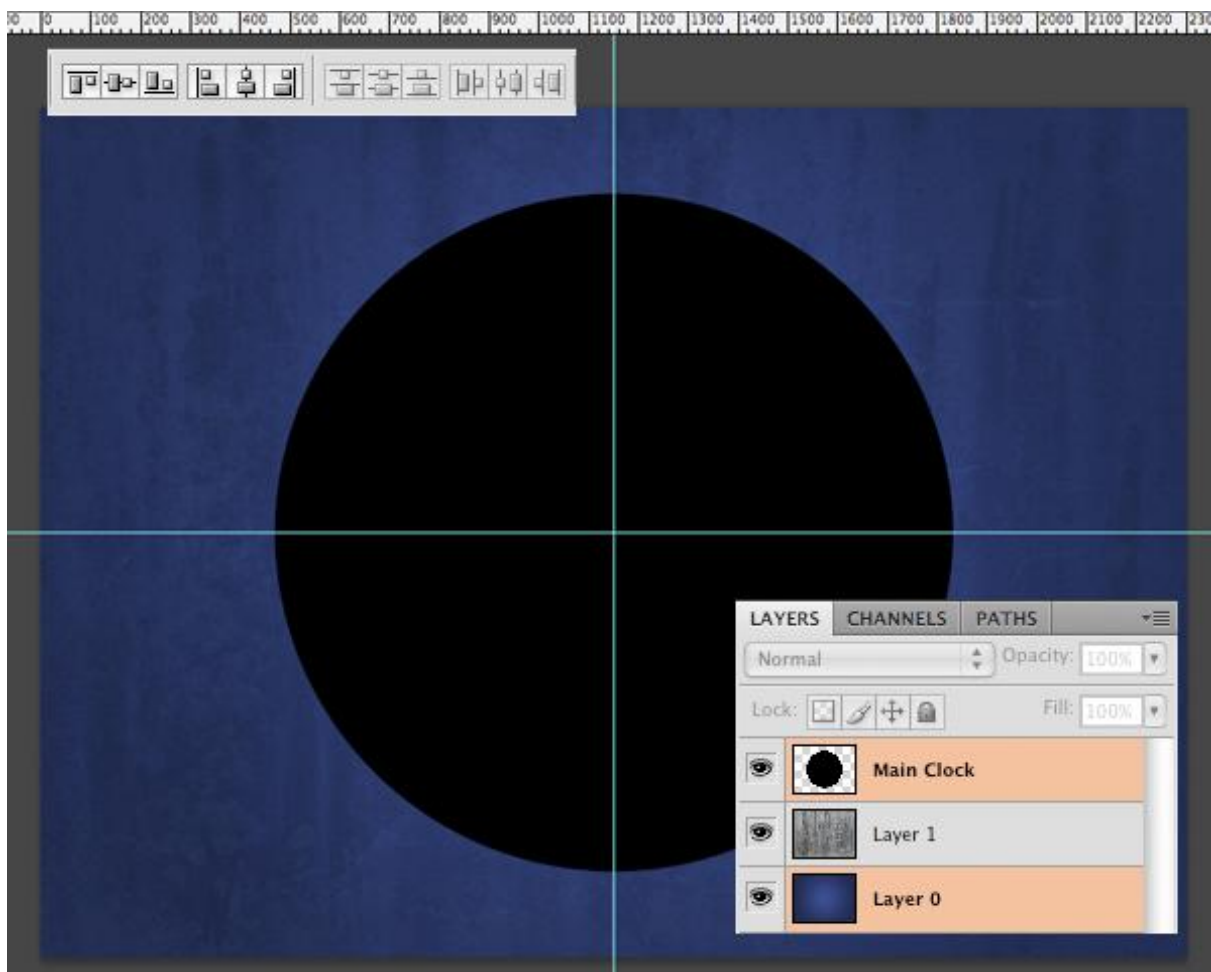 00 0 100 200 300 400 500 600 700 800 900 1000 1100 1200 1300 1400 1500 1600 1700 1800 1900 2000 2100 2200 230
LAYERS CHANNELS PATHS
Normal Opacity: 100%
Lock: Fill: 100%
Main Clock
Layer 1
Layer 0